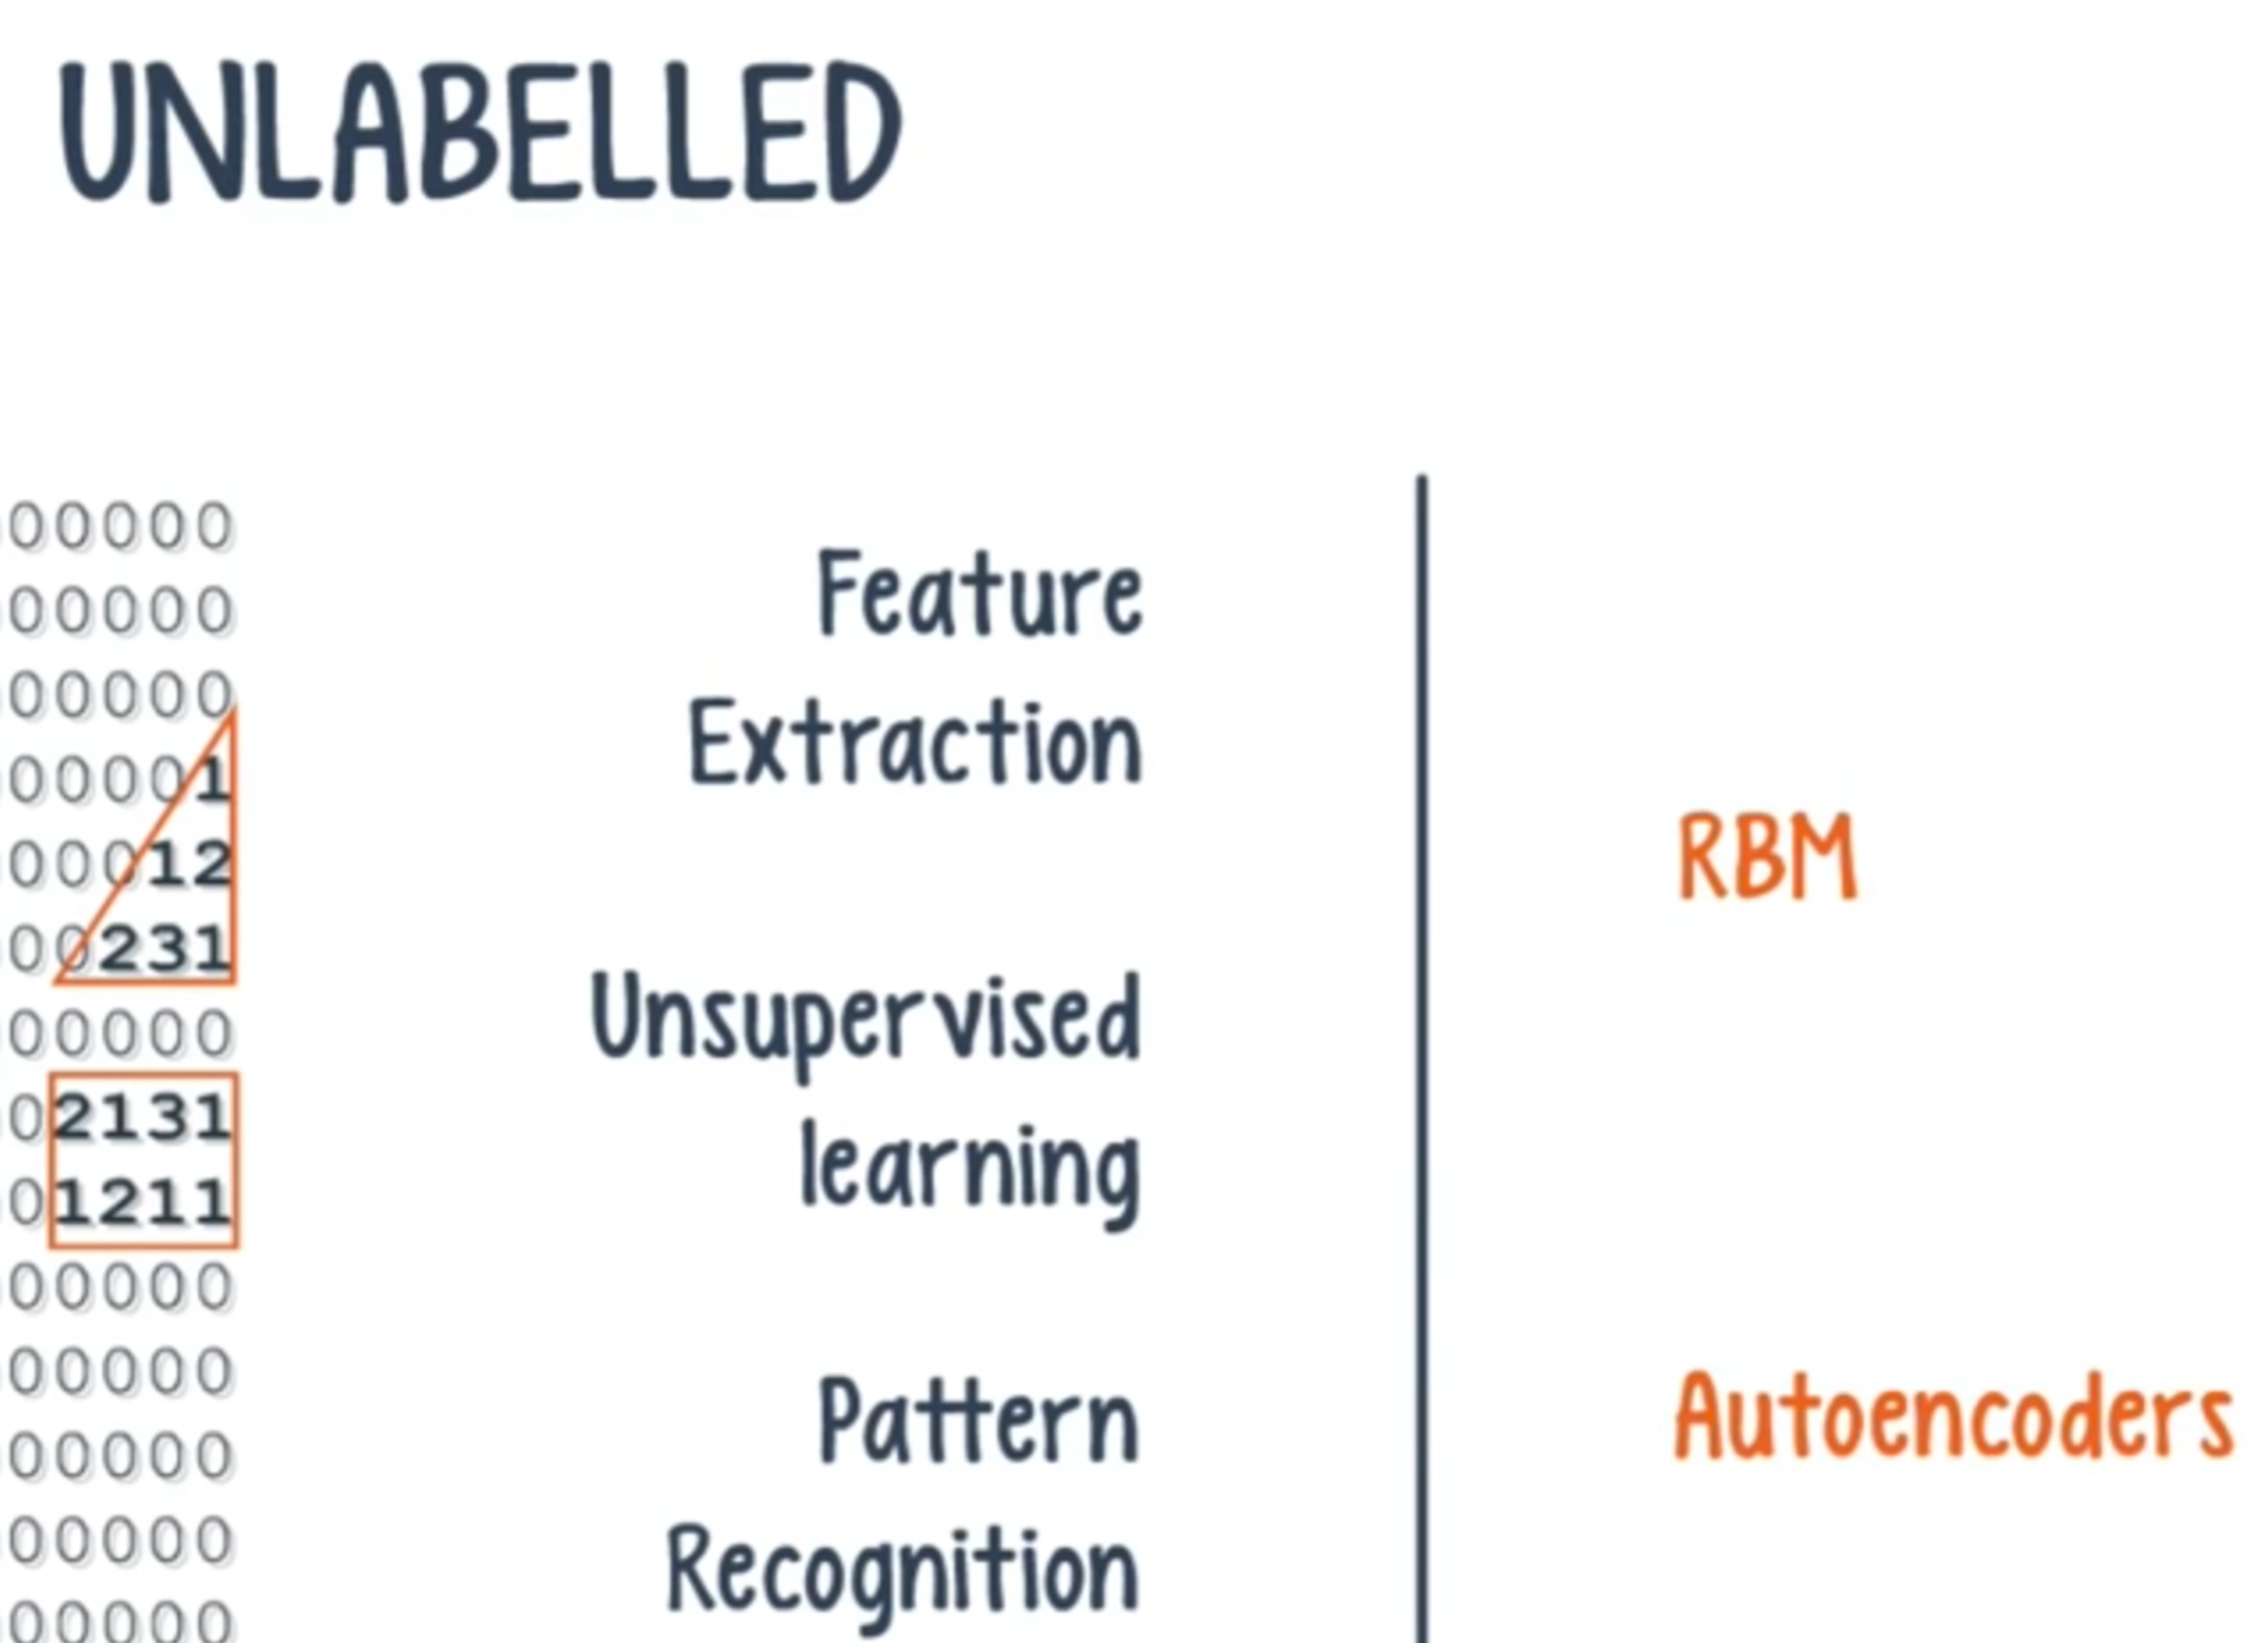 UNLABELLED
00000
00000
00000
00001
00012
00231
00000
02131
01211
00000
00000
00000
00000
00000
Feature
Extraction
Unsupervised
learning
Pattern
Recognition
RBM
Autoencoders